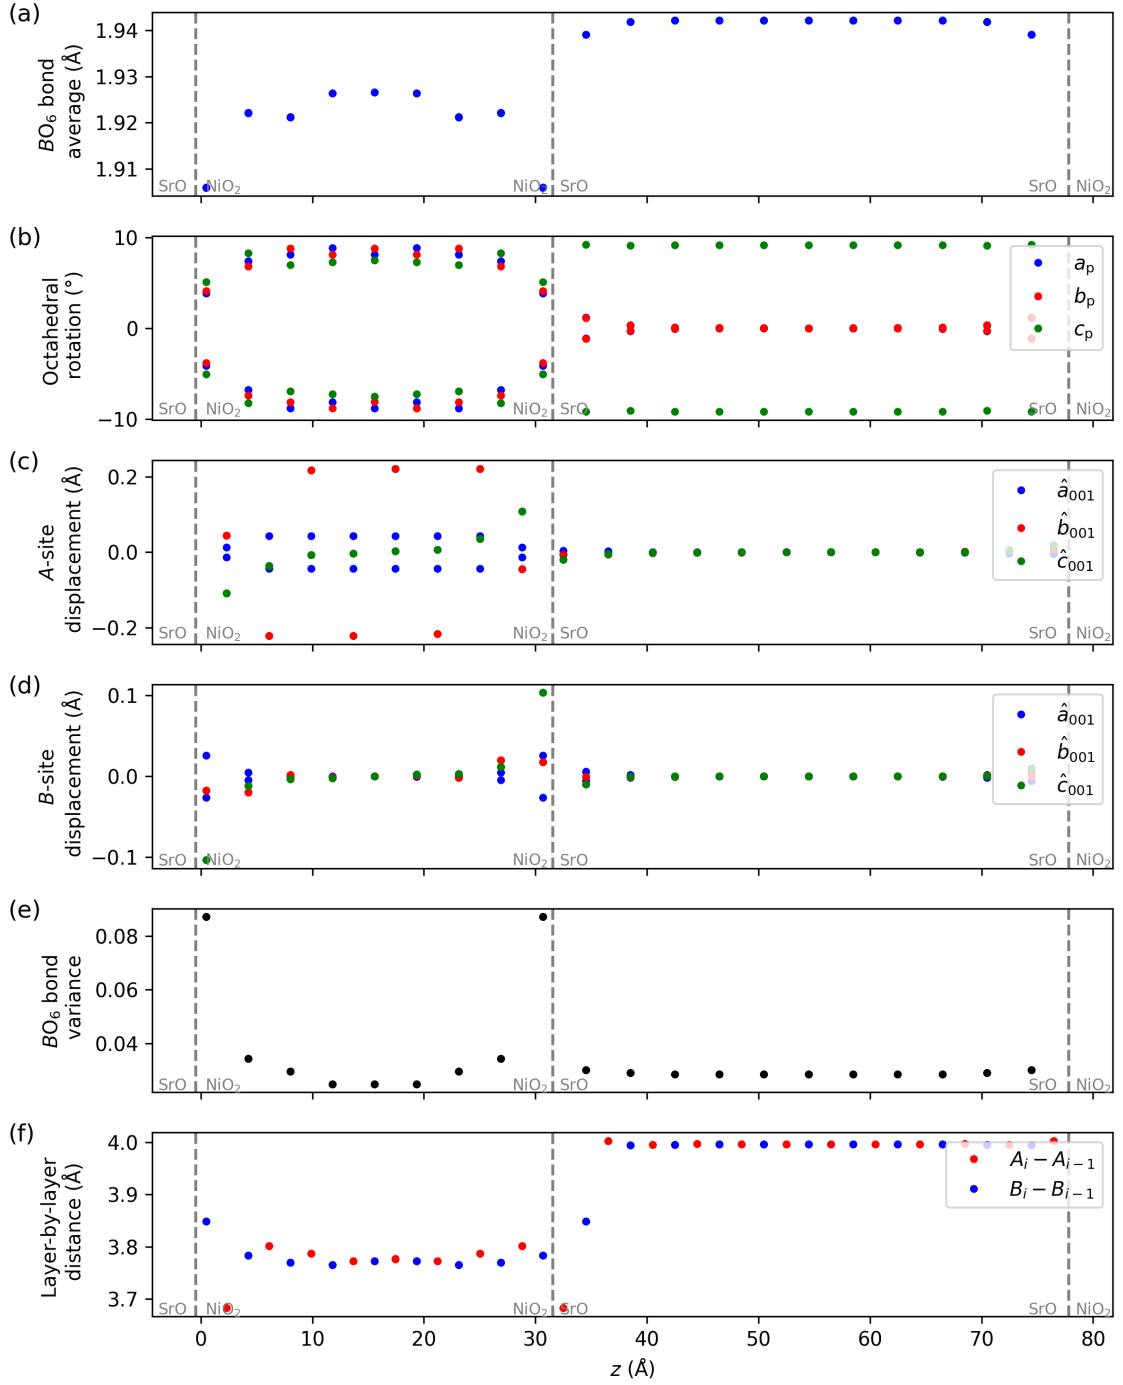 (a)
BO₆ bond
average (Å)
1.94
1.93
1.92
1.91
SrO
NiO₂
NiO₂
SrO
SrO
NiO₂
(b)
Octahedral
rotation (°)
10
0
−10
aₚ
bₚ
cₚ
SrO
NiO₂
NiO₂
SrO
SrO
NiO₂
(c)
A-site
displacement (Å)
0.2
0.0
−0.2
â₀₀₁
b̂₀₀₁
ĉ₀₀₁
SrO
NiO₂
NiO₂
SrO
SrO
NiO₂
(d)
B-site
displacement (Å)
0.1
0.0
−0.1
â₀₀₁
b̂₀₀₁
ĉ₀₀₁
SrO
NiO₂
NiO₂
SrO
SrO
NiO₂
(e)
BO₆ bond
variance
0.08
0.06
0.04
SrO
NiO₂
NiO₂
SrO
SrO
NiO₂
(f)
Layer-by-layer
distance (Å)
4.0
3.9
3.8
3.7
Aᵢ − Aᵢ₋₁
Bᵢ − Bᵢ₋₁
SrO
NiO₂
NiO₂
SrO
SrO
NiO₂
0 10 20 30 40 50 60 70 80
z (Å)